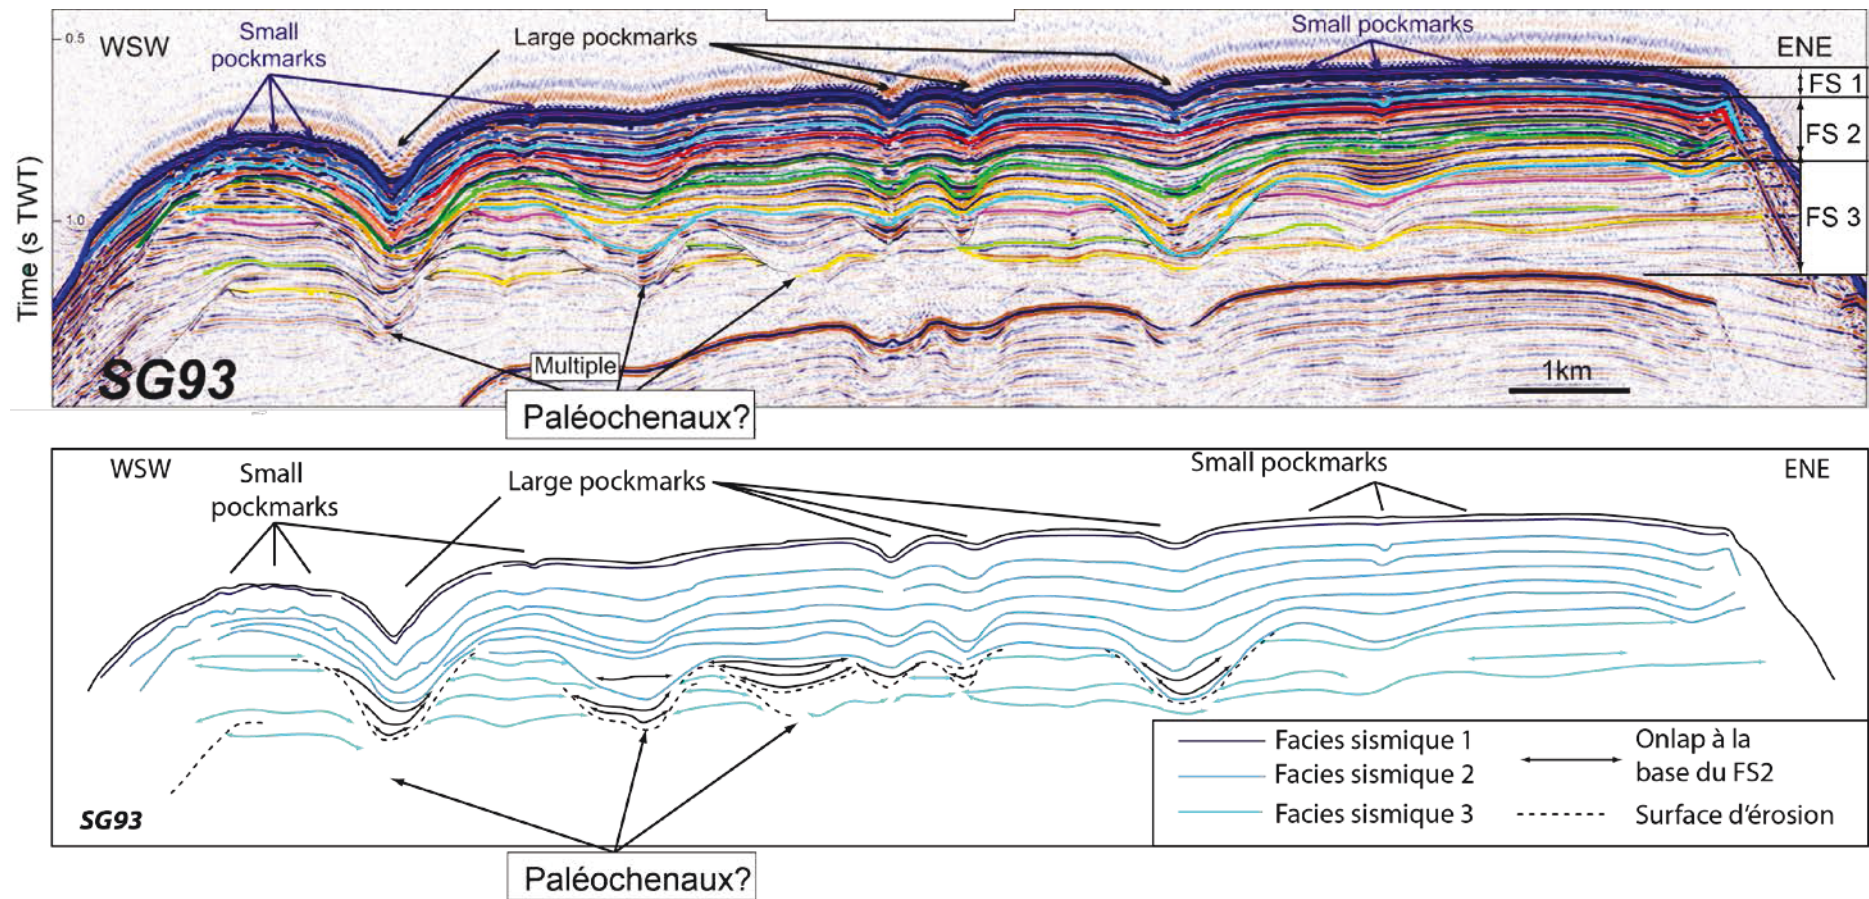 WSW
Small
pockmarks
Large pockmarks
Small pockmarks
ENE
0.5
FS 1
FS 2
FS 3
1.0
Time (s TWT)
SG93
Multiple
1km
Paléochenaux?
WSW
Small
pockmarks
Large pockmarks
Small pockmarks
ENE
Facies sismique 1
Facies sismique 2
Facies sismique 3
Onlap à la
base du FS2
Surface d'érosion
SG93
Paléochenaux?